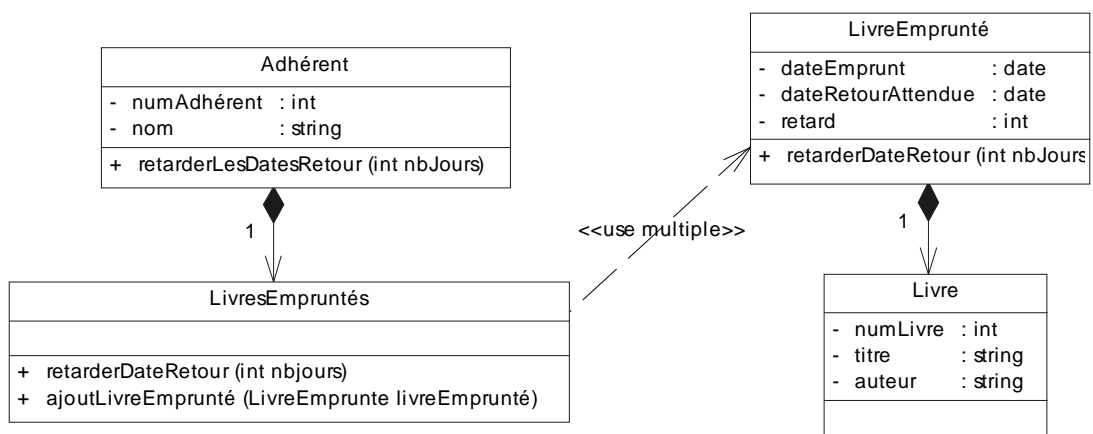 Adhérent
- numAdhérent : int
- nom : string
+ retarderLesDatesRetour (int nbJours)
1
LivresEmpruntés
+ retarderDateRetour (int nbjours)
+ ajoutLivreEmprunté (LivreEmprunte livreEmprunté)
<<use multiple>>
LivreEmprunté
- dateEmprunt : date
- dateRetourAttendue : date
- retard : int
+ retarderDateRetour (int nbJours
1
Livre
- numLivre : int
- titre : string
- auteur : string